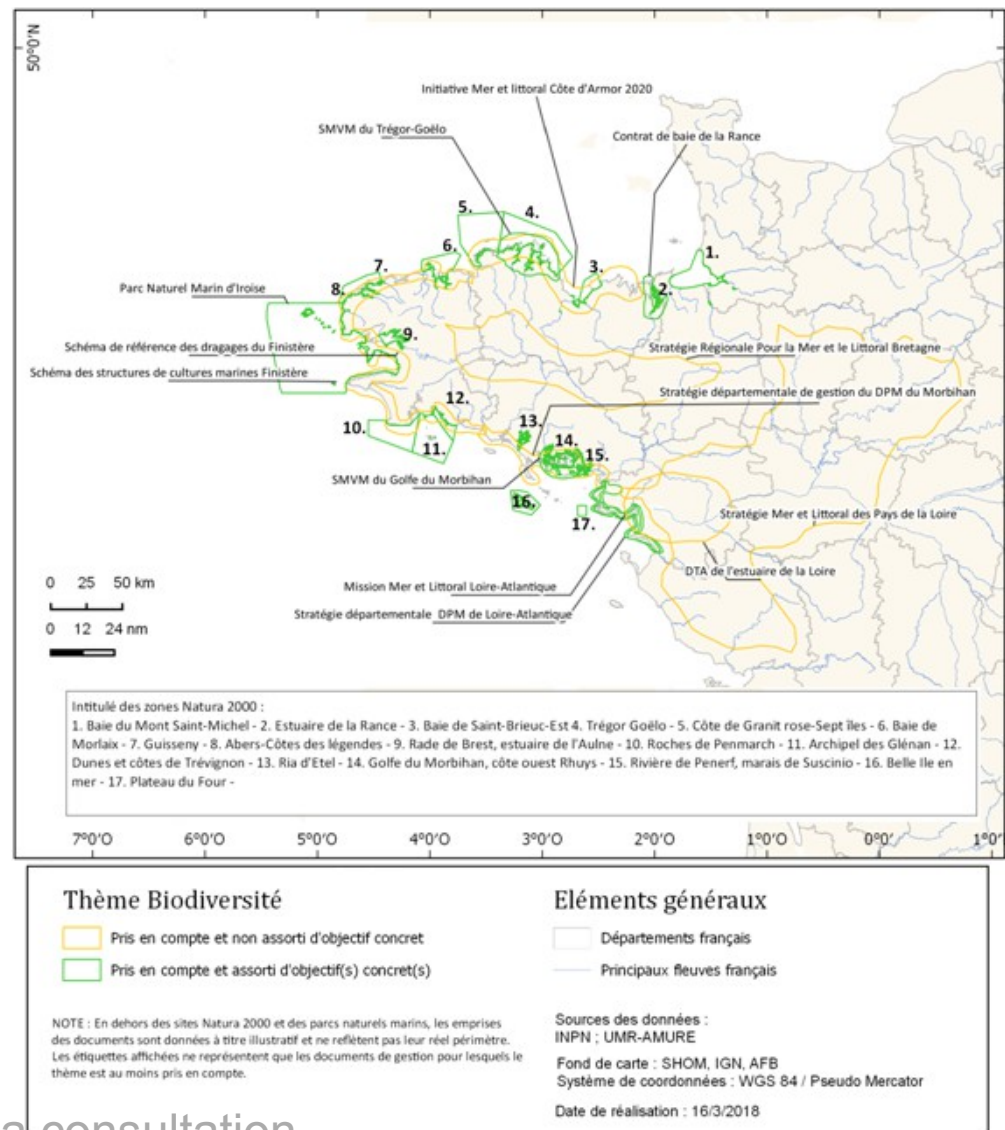 50°0'N
Initiative Mer et littoral Côte d'Armor 2020
SMVM du Trégor-Goëlo
Contrat de baie de la Rance
5.
4.
6.
3.
1.
7.
8.
2.
Parc Naturel Marin d'Iroise
9.
Schéma de référence des dragages du Finistère
Stratégie Régionale Pour la Mer et le Littoral Bretagne
Schéma des structures de cultures marines Finistère
Stratégie départementale de gestion du DPM du Morbihan
12.
10.
11.
13.
14.
15.
SMVM du Golfe du Morbihan
16.
17.
Stratégie Mer et Littoral des Pays de la Loire
DTA de l'estuaire de la Loire
Mission Mer et Littoral Loire-Atlantique
Stratégie départementale DPM de Loire-Atlantique
0 25 50 km
0 12 24 nm
Intitulé des zones Natura 2000 :
1. Baie du Mont Saint-Michel - 2. Estuaire de la Rance - 3. Baie de Saint-Brieuc-Est 4. Trégor Goëlo - 5. Côte de Granit rose-Sept îles - 6. Baie de
Morlaix - 7. Guisseny - 8. Abers-Côtes des légendes - 9. Rade de Brest, estuaire de l'Aulne - 10. Roches de Penmarch - 11. Archipel des Glénan - 12.
Dunes et côtes de Trévignon - 13. Ria d'Etel - 14. Golfe du Morbihan, côte ouest Rhuys - 15. Rivière de Penerf, marais de Suscinio - 16. Belle Ile en
mer - 17. Plateau du Four -
7°0'O 6°0'O 5°0'O 4°0'O 3°0'O 2°0'O 1°0'O 0°0'O 1°0'O
Thème Biodiversité
Pris en compte et non assorti d'objectif concret
Pris en compte et assorti d'objectif(s) concret(s)
NOTE : En dehors des sites Natura 2000 et des parcs naturels marins, les emprises
des documents sont données à titre illustratif et ne reflètent pas leur réel périmètre.
Les étiquettes affichées ne représentent que les documents de gestion pour lesquels le
thème est au moins pris en compte.
Eléments généraux
Départements français
Principaux fleuves français
Sources des données :
INPN ; UMR-AMURE
Fond de carte : SHOM, IGN, AFB
Système de coordonnées : WGS 84 / Pseudo Mercator
Date de réalisation : 16/3/2018
a consultation